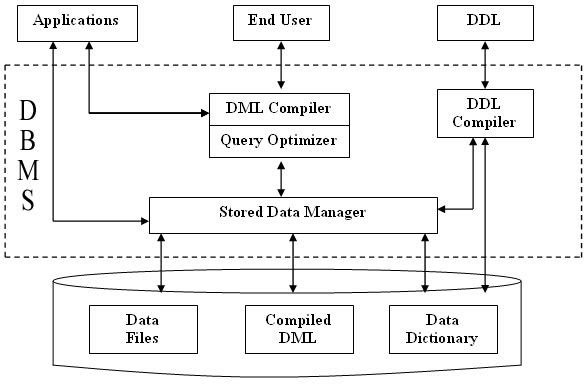 Applications
End User
DDL
DBMS
DML Compiler
Query Optimizer
DDL
Compiler
Stored Data Manager
Data
Files
Compiled
DML
Data
Dictionary